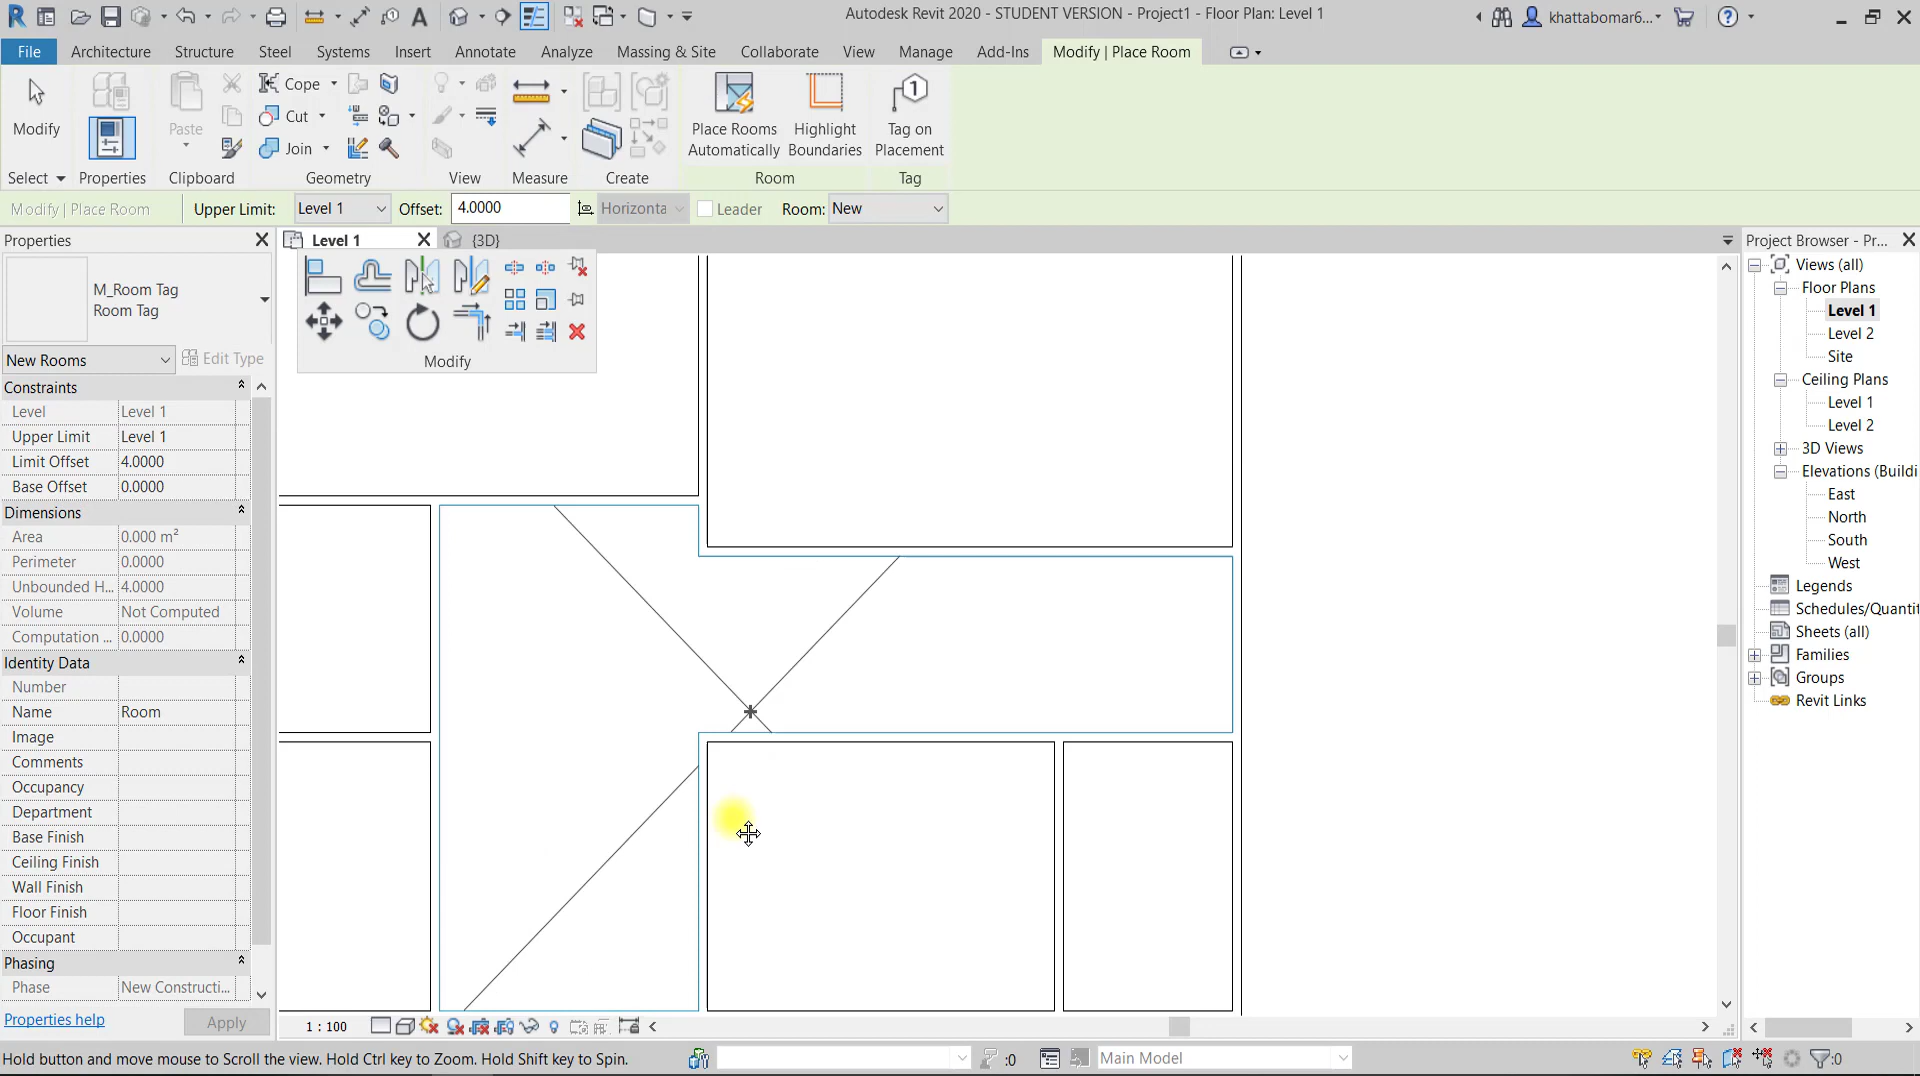 Autodesk Revit 2020 - STUDENT VERSION - Project1 - Floor Plan: Level 1
khattabomar6...
File Architecture Structure Steel Systems Insert Annotate Analyze Massing & Site Collaborate View Manage Add-Ins Modify | Place Room
Modify
Paste
Cope
Cut
Join
Place Rooms Automatically
Highlight Boundaries
1
Tag on Placement
Select Properties Clipboard Geometry View Measure Create Room Tag
Modify | Place Room Upper Limit: Level 1 Offset: 4.0000 Horizonta Leader Room: New
Properties
Level 1 {3D}
Project Browser - Pr...
M_Room Tag
Room Tag
Modify
New Rooms Edit Type
Constraints
Level Level 1
Upper Limit Level 1
Limit Offset 4.0000
Base Offset 0.0000
Dimensions
Area 0.000 m²
Perimeter 0.0000
Unbounded H... 4.0000
Volume Not Computed
Computation ... 0.0000
Identity Data
Number
Name Room
Image
Comments
Occupancy
Department
Base Finish
Ceiling Finish
Wall Finish
Floor Finish
Occupant
Phasing
Phase New Constructi...
Properties help Apply
Views (all)
Floor Plans
Level 1
Level 2
Site
Ceiling Plans
Level 1
Level 2
3D Views
Elevations (Buildi
East
North
South
West
Legends
Schedules/Quantit
Sheets (all)
Families
Groups
Revit Links
1 : 100
Hold button and move mouse to Scroll the view. Hold Ctrl key to Zoom. Hold Shift key to Spin.
:0
Main Model
:0